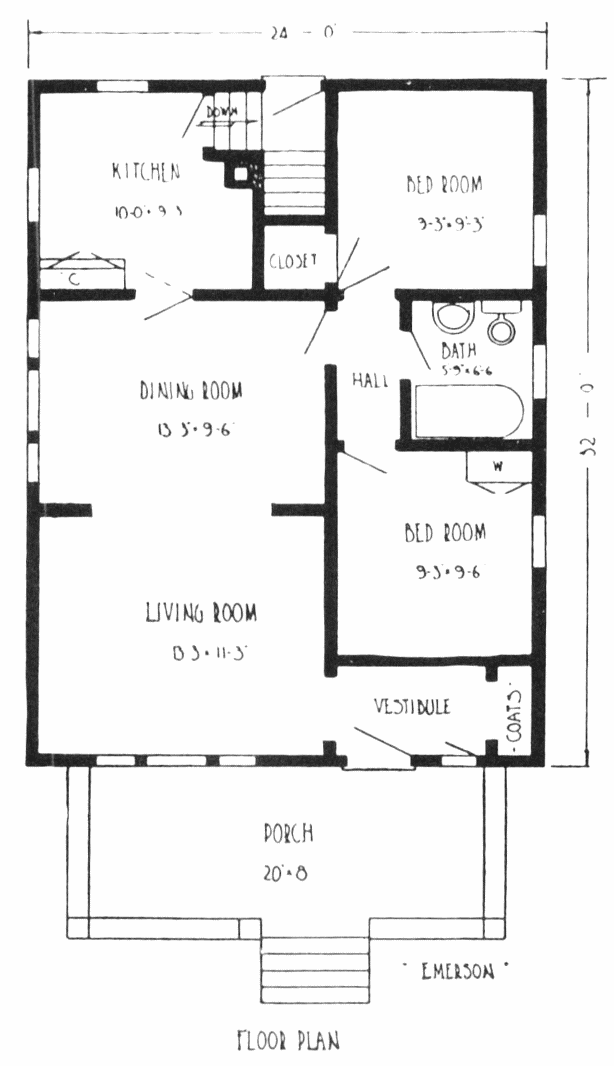 24 - 0"
DOWN
KITCHEN
10-0" × 9-3
BED ROOM
9-3" × 9'-3"
CLOSET
C
BATH
5-9" × 6-6
HALL
DINING ROOM
13 3" × 9-6"
32 - 0"
W
BED ROOM
9-3" × 9-6
LIVING ROOM
13 3 × 11-3"
VESTIBULE
- COATS -
PORCH
20" × 8
" EMERSON "
FLOOR PLAN